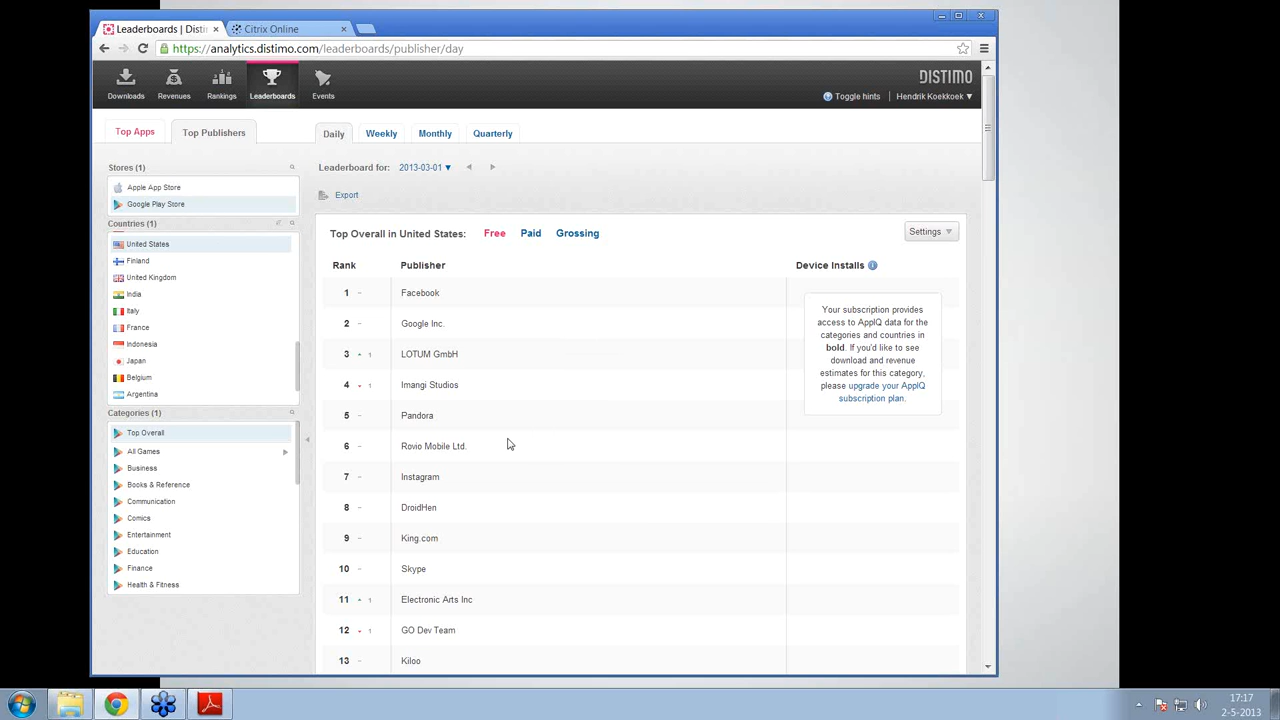 Leaderboards | Disti
Citrix Online
https://analytics.distimo.com/leaderboards/publisher/day
Downloads
Revenues
Rankings
Leaderboards
Events
DISTIMO
Toggle hints
Hendrik Koekkoek
Top Apps
Top Publishers
Daily
Weekly
Monthly
Quarterly
Stores (1)
Apple App Store
Google Play Store
Countries (1)
United States
Finland
United Kingdom
India
Italy
France
Indonesia
Japan
Belgium
Argentina
Categories (1)
Top Overall
All Games
Business
Books & Reference
Communication
Comics
Entertainment
Education
Finance
Health & Fitness
Leaderboard for: 2013-03-01
Export
Top Overall in United States: Free Paid Grossing
Settings
Rank Publisher Device Installs
1 - Facebook
2 - Google Inc.
3 1 LOTUM GmbH
4 1 Imangi Studios
5 - Pandora
6 - Rovio Mobile Ltd.
7 - Instagram
8 - DroidHen
9 - King.com
10 - Skype
11 1 Electronic Arts Inc
12 1 GO Dev Team
13 - Kiloo
Your subscription provides
access to AppIQ data for the
categories and countries in
bold. If you'd like to see
download and revenue
estimates for this category,
please upgrade your AppIQ
subscription plan.
17:17
2-5-2013